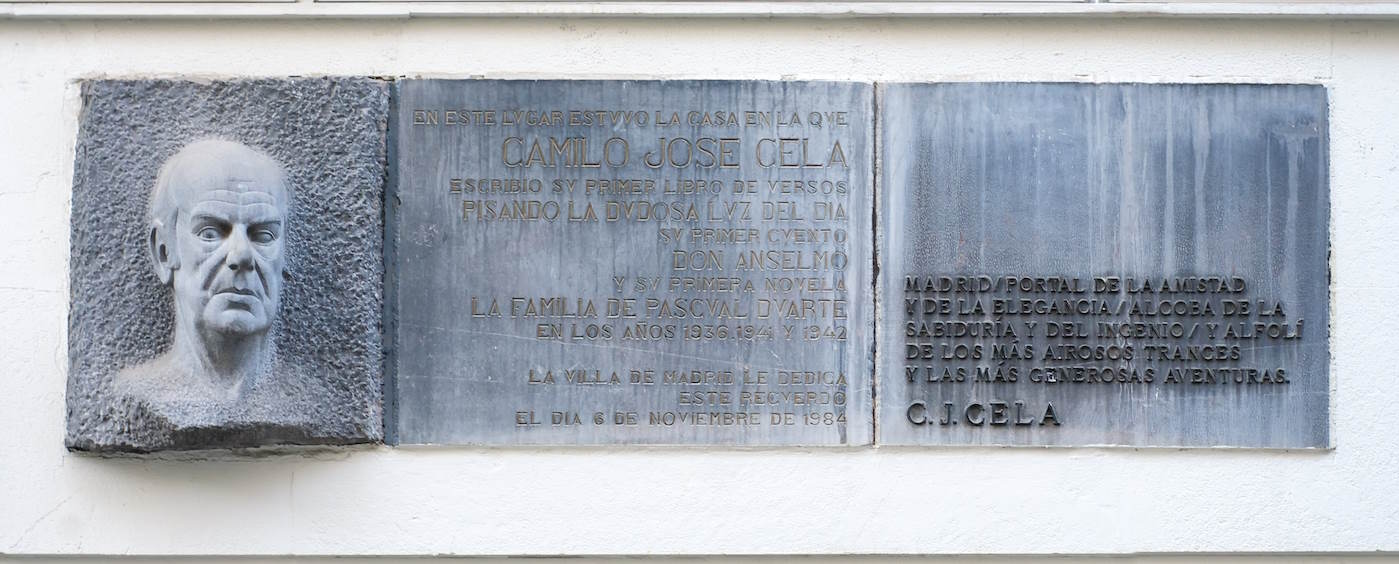 EN ESTE LVGAR ESTVVO LA CASA EN LA QVE
CAMILO JOSE CELA
ESCRIBIO SV PRIMER LIBRO DE VERSOS
PISANDO LA DVDOSA LVZ DEL DIA
SV PRIMER CVENTO
DON ANSELMO
Y SV PRIMERA NOVELA
LA FAMILIA DE PASCVAL DVARTE
EN LOS AÑOS 1936.1941 Y 1942
LA VILLA DE MADRID LE DEDICA
ESTE RECVERDO
EL DIA 6 DE NOVIEMBRE DE 1984
MADRID/PORTAL DE LA AMISTAD
Y DE LA ELEGANCIA/ALCOBA DE LA
SABIDURÍA Y DEL INGENIO/Y ALFOLÍ
DE LOS MÁS AIROSOS TRANCES
Y LAS MÁS GENEROSAS AVENTURAS.
C.J.CELA